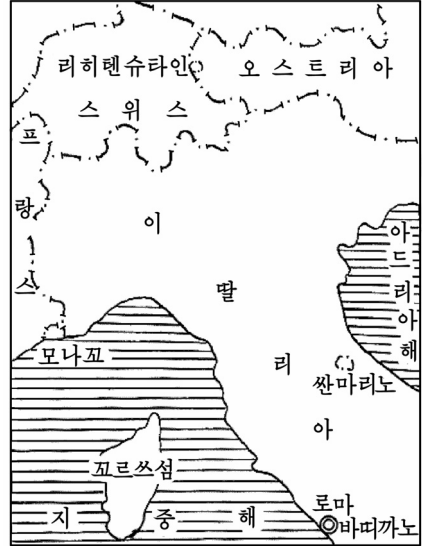 리히텐슈타인
오스트리아
스위스
프랑스
이딸리아
아드리아해
모나꼬
싼마리노
꼬르쓰섬
지중해
로마
바띠까노